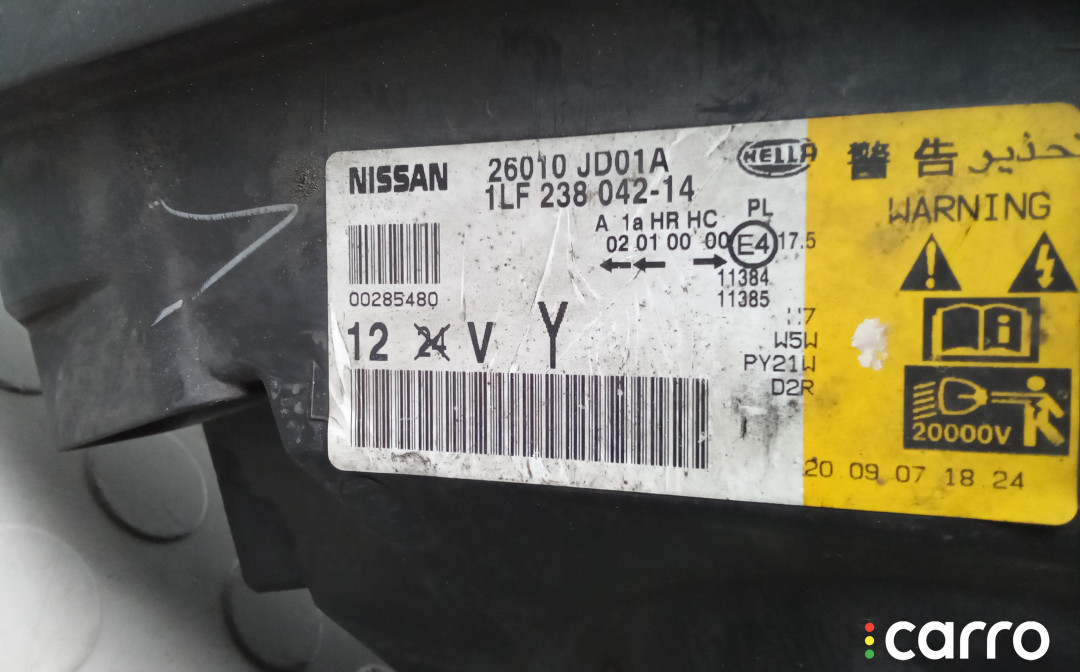 NISSAN
26010 JD01A
1LF 238 042-14
HELLA
A 1a HR HC
PL
02 01 00 00
E4
17.5
11384
11385
00285480
12 24 V
Y
H7
W5W
PY21W
D2R
警告 تحذير
WARNING
20000V
20 09 07 18 24
carro